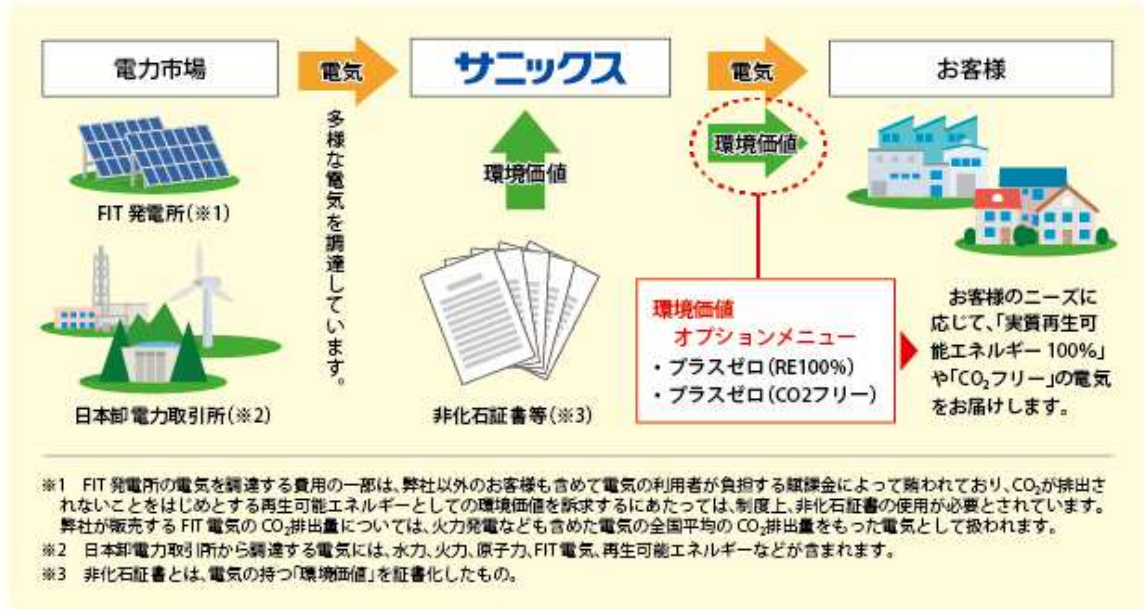 電力市場
電気
サニックス
電気
お客様
環境価値
FIT 発電所(※1)
多様な電気を調達しています。
環境価値
日本卸電力取引所(※2)
非化石証書等(※3)
環境価値
オプションメニュー
・プラスゼロ(RE100%)
・プラスゼロ(CO2フリー)
お客様のニーズに
応じて、「実質再生可
能エネルギー 100%」
や「CO₂フリー」の電気
をお届けします。
※1 FIT 発電所の電気を調達する費用の一部は、弊社以外のお客様も含めて電気の利用者が負担する賦課金によって賄われており、CO₂が排出さ
れないことをはじめとする再生可能エネルギーとしての環境価値を訴求するにあたっては、制度上、非化石証書の使用が必要とされています。
弊社が販売する FIT 電気の CO₂排出量については、火力発電なども含めた電気の全国平均の CO₂排出量をもった電気として扱われます。
※2 日本卸電力取引所から調達する電気には、水力、火力、原子力、FIT電気、再生可能エネルギーなどが含まれます。
※3 非化石証書とは、電気の持つ「環境価値」を証書化したもの。